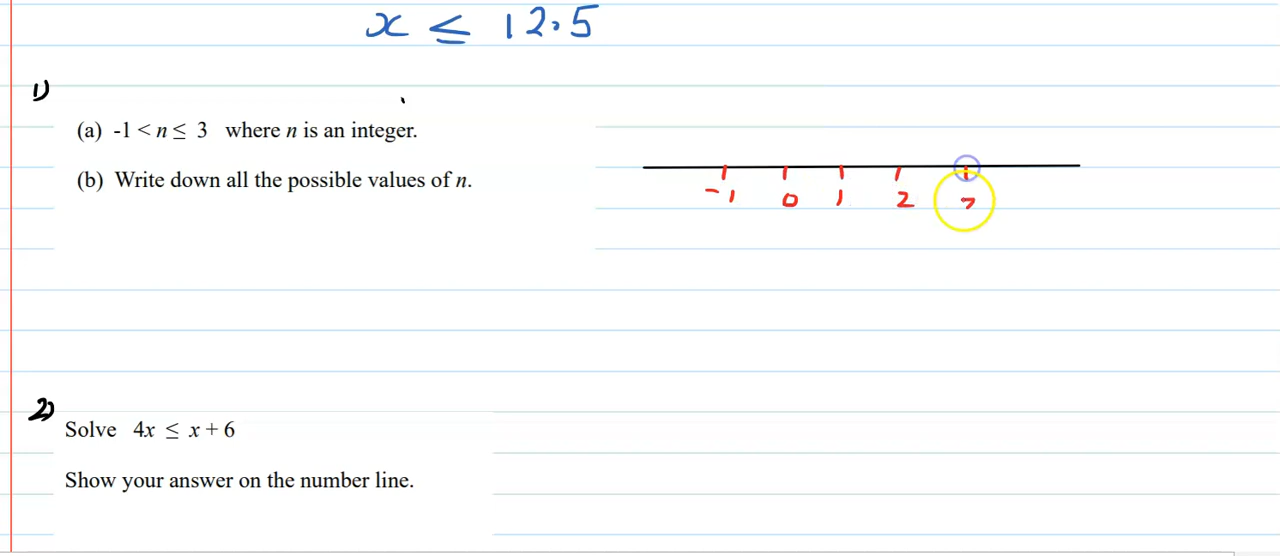 x ≤ 12.5
1)
(a) -1 < n ≤ 3 where n is an integer.
(b) Write down all the possible values of n.
-1 0 1 2
2)
Solve 4x ≤ x + 6
Show your answer on the number line.